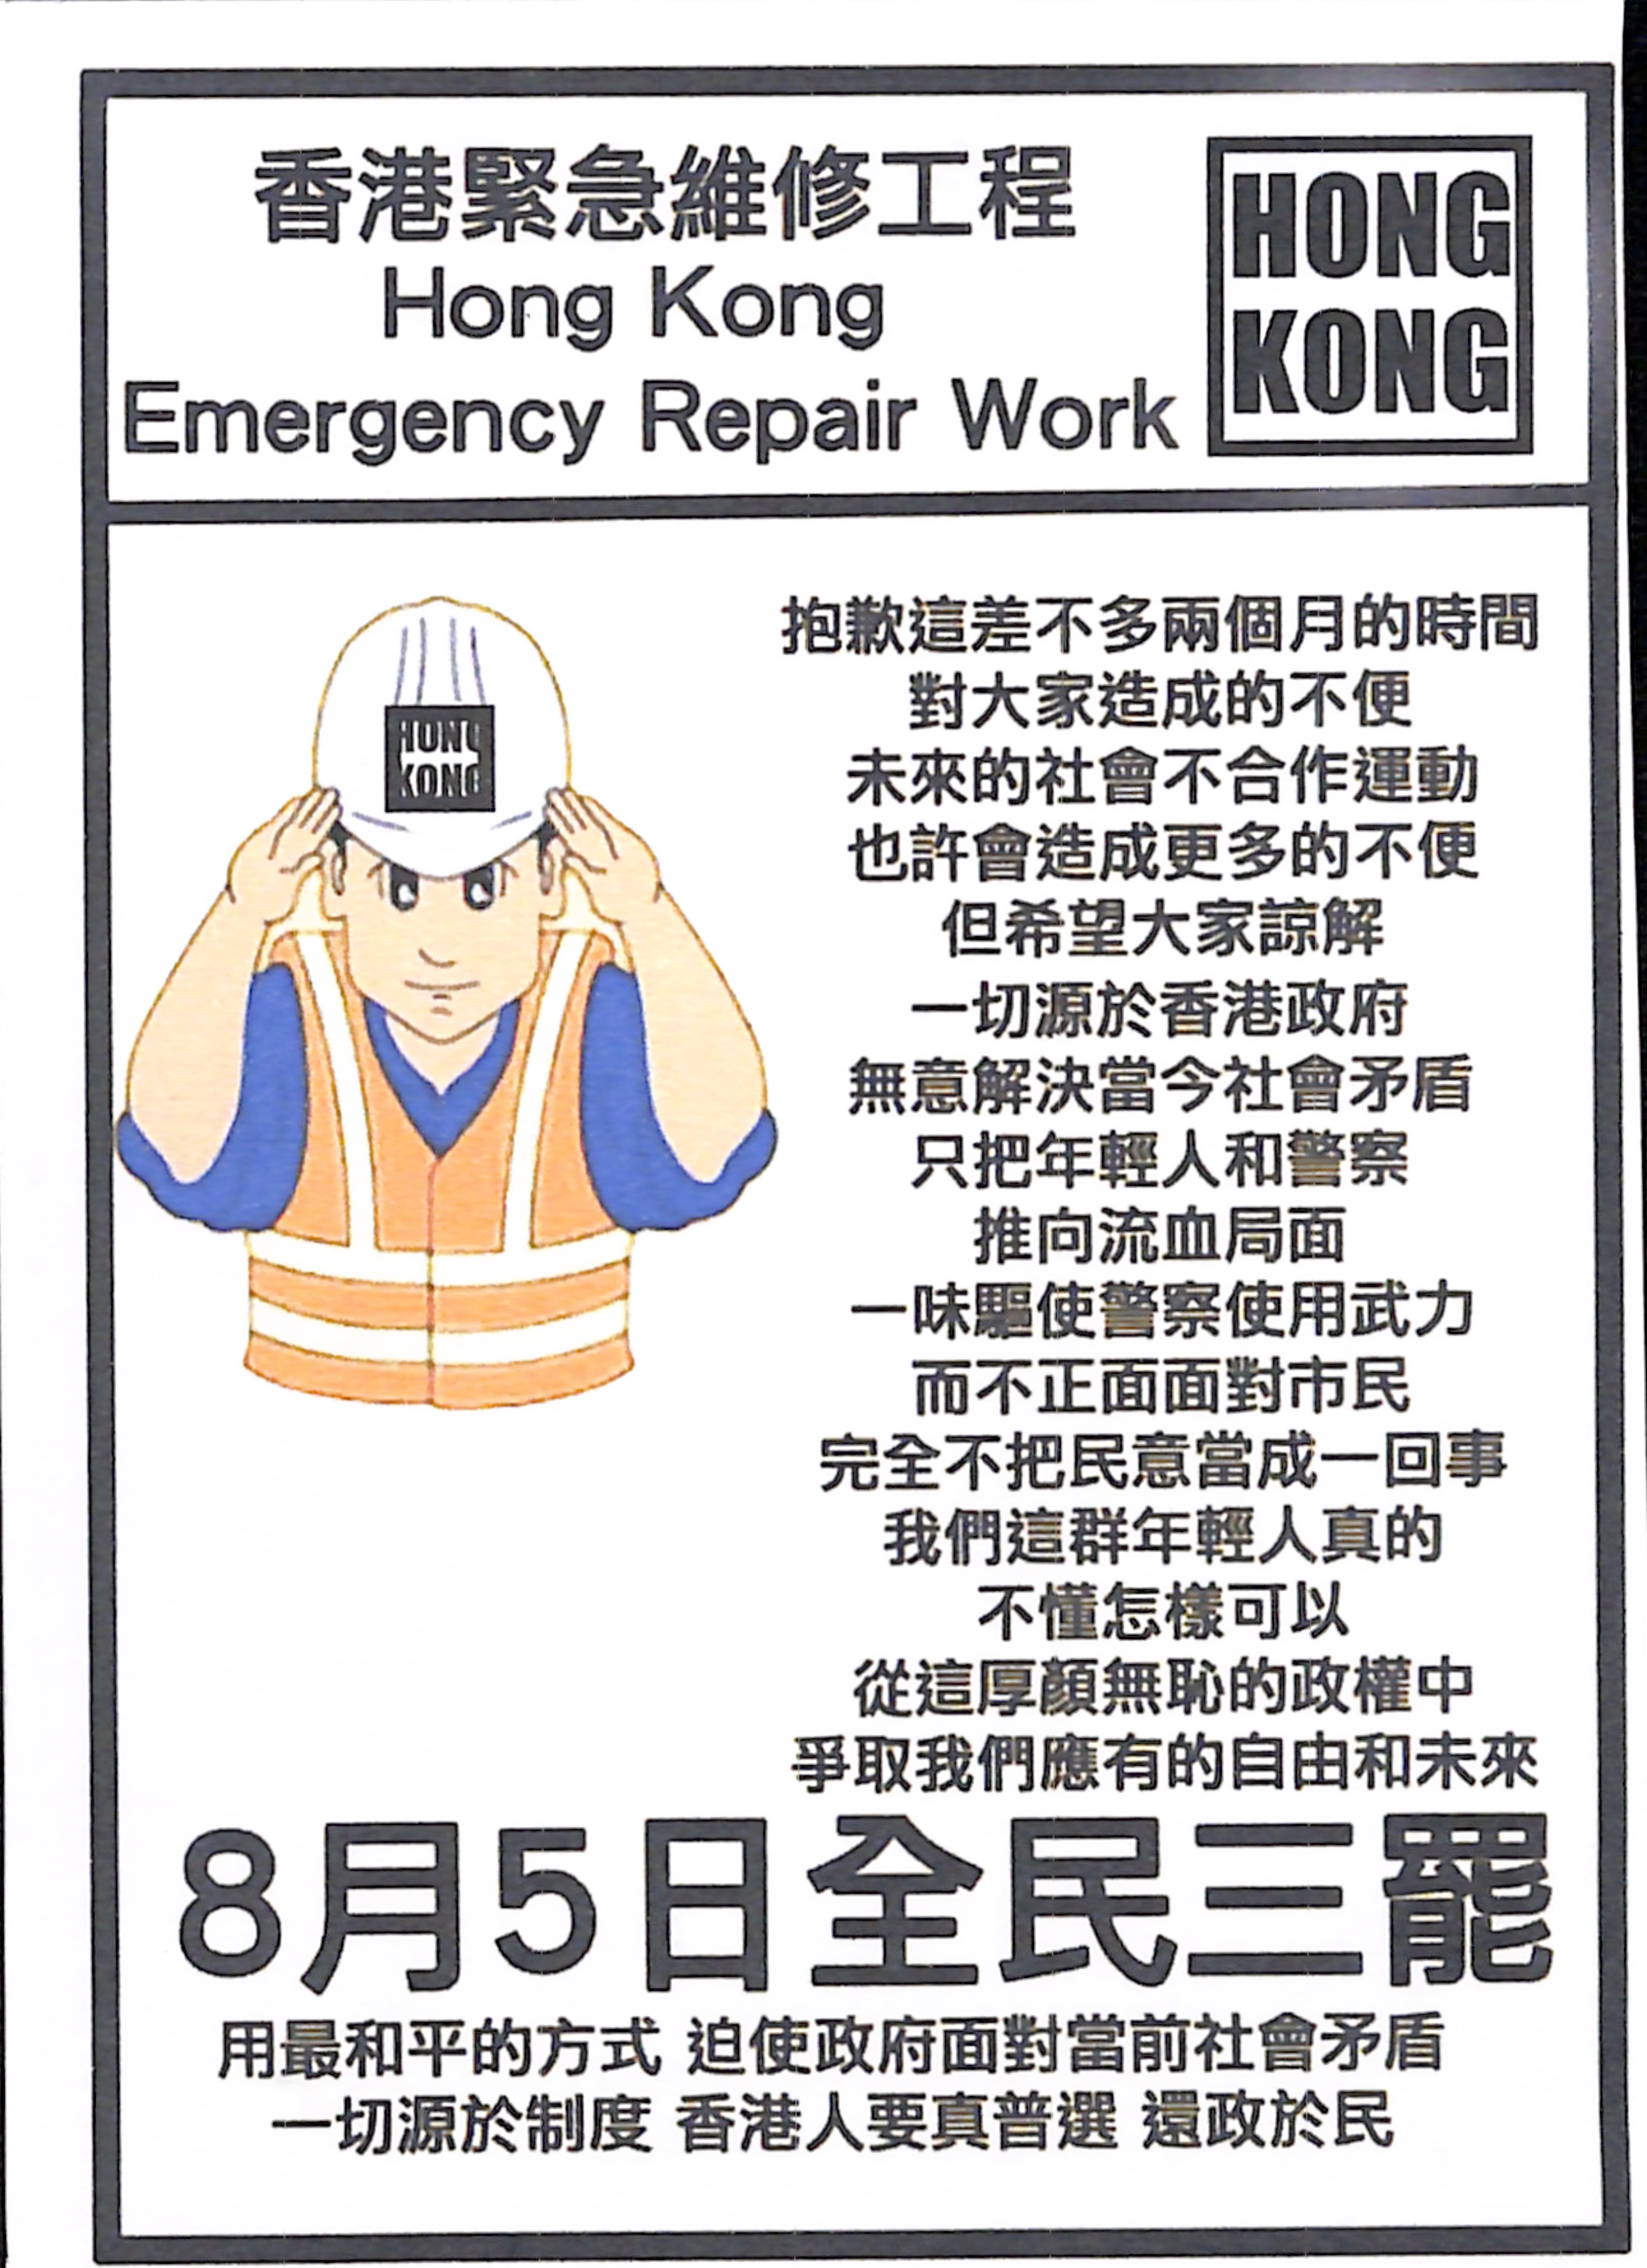 香港緊急維修工程
Hong Kong
Emergency Repair Work
HONG
KONG
HONG
KONG
抱歉這差不多兩個月的時間
對大家造成的不便
未來的社會不合作運動
也許會造成更多的不便
但希望大家諒解
一切源於香港政府
無意解決當今社會矛盾
只把年輕人和警察
推向流血局面
一味驅使警察使用武力
而不正面面對市民
完全不把民意當成一回事
我們這群年輕人真的
不懂怎樣可以
從這厚顏無恥的政權中
爭取我們應有的自由和未來
8月5日全民三罷
用最和平的方式 迫使政府面對當前社會矛盾
一切源於制度 香港人要真普選 還政於民